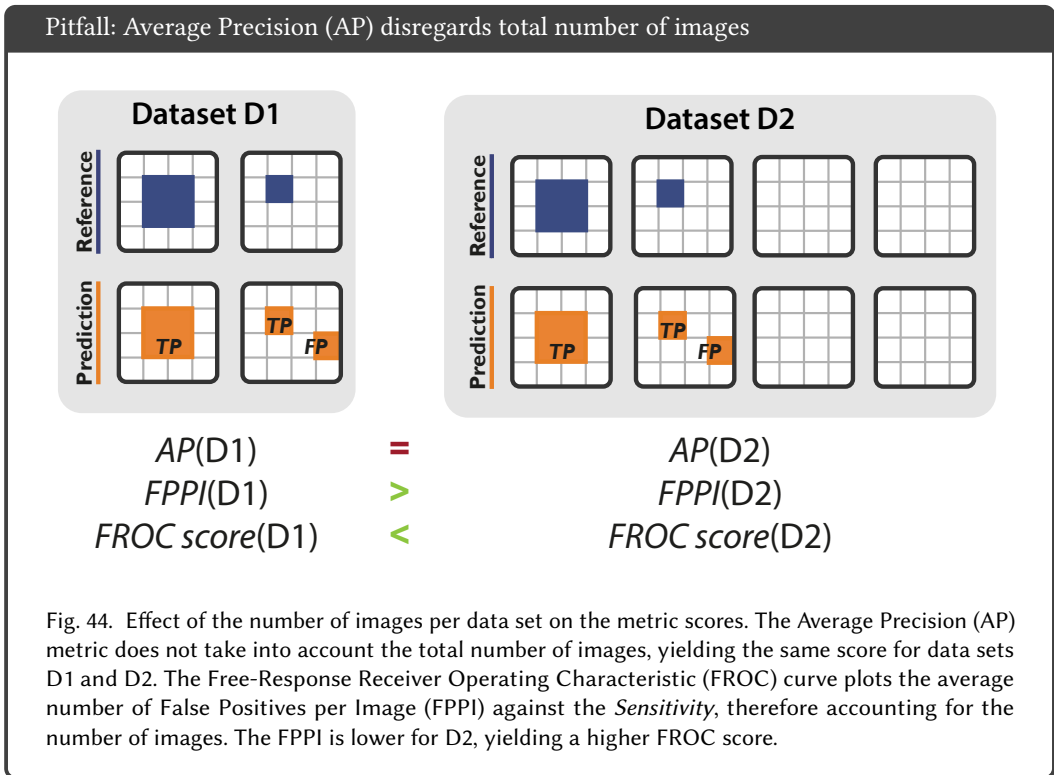 Pitfall: Average Precision (AP) disregards total number of images
Dataset D1
Dataset D2
Reference
Reference
Prediction
TP
TP
FP
Prediction
TP
TP
FP
AP(D1) = AP(D2)
FPPI(D1) > FPPI(D2)
FROC score(D1) < FROC score(D2)
Fig. 44. Effect of the number of images per data set on the metric scores. The Average Precision (AP)
metric does not take into account the total number of images, yielding the same score for data sets
D1 and D2. The Free-Response Receiver Operating Characteristic (FROC) curve plots the average
number of False Positives per Image (FPPI) against the Sensitivity, therefore accounting for the
number of images. The FPPI is lower for D2, yielding a higher FROC score.